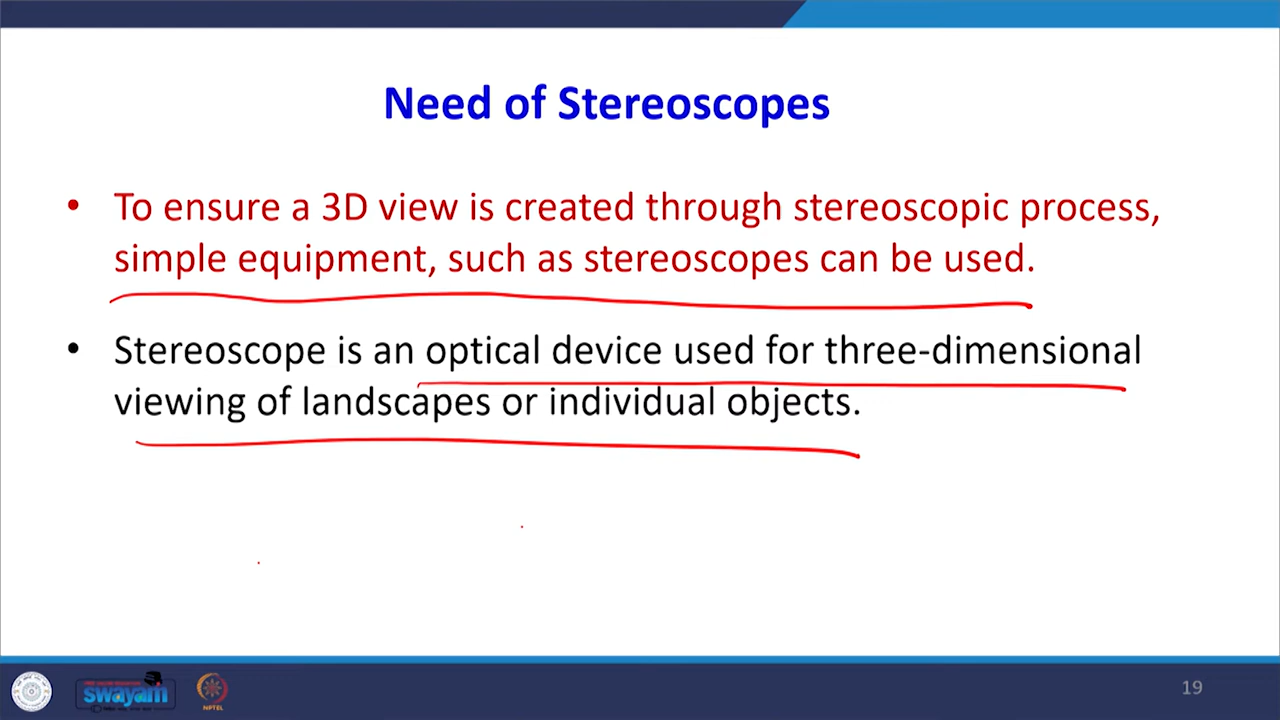 Need of Stereoscopes
• To ensure a 3D view is created through stereoscopic process,
simple equipment, such as stereoscopes can be used.
• Stereoscope is an optical device used for three-dimensional
viewing of landscapes or individual objects.
swayam
NPTEL
19